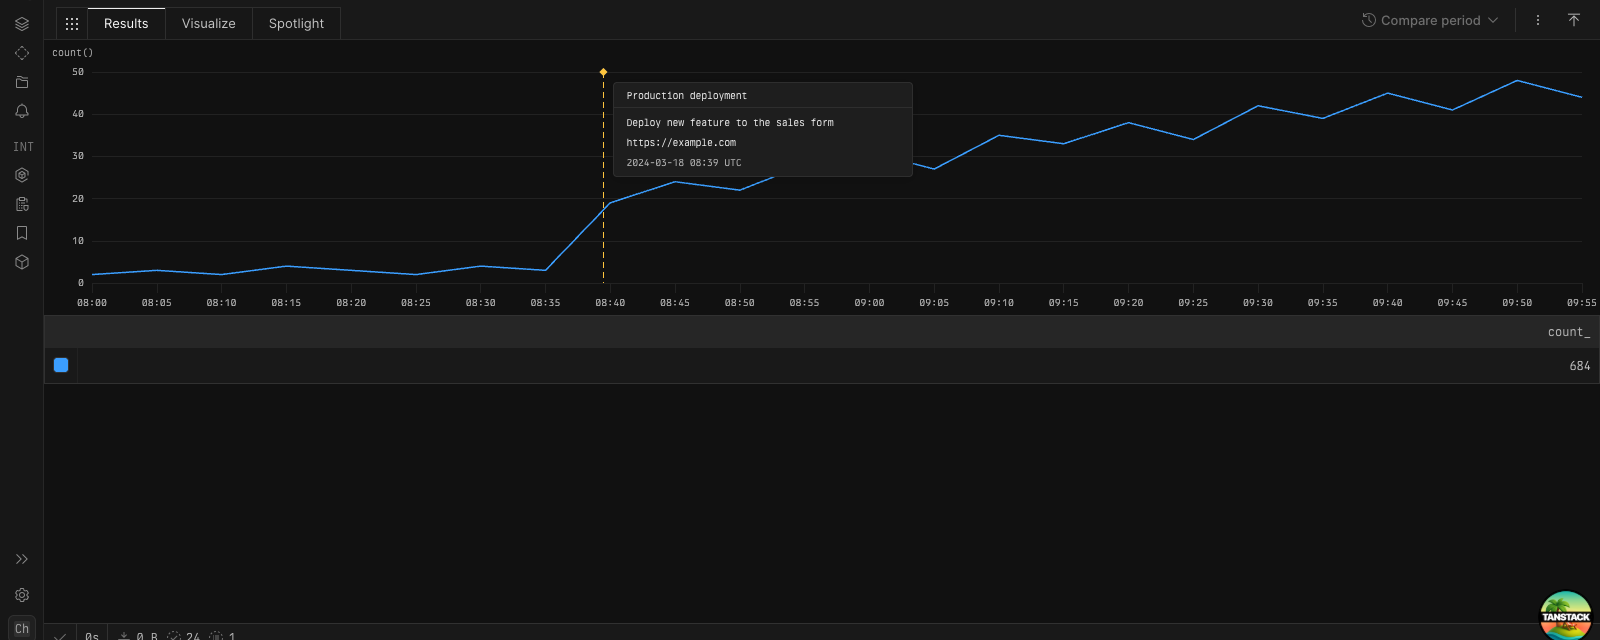 Results
Visualize
Spotlight
Compare period
count()
50
40
30
20
10
0
Production deployment
Deploy new feature to the sales form
https://example.com
2024-03-18 08:39 UTC
08:00 08:05 08:10 08:15 08:20 08:25 08:30 08:35 08:40 08:45 08:50 08:55 09:00 09:05 09:10 09:15 09:20 09:25 09:30 09:35 09:40 09:45 09:50 09:55
INT
count_
684
Ch
0s 0 B 24 1
TANSTACK